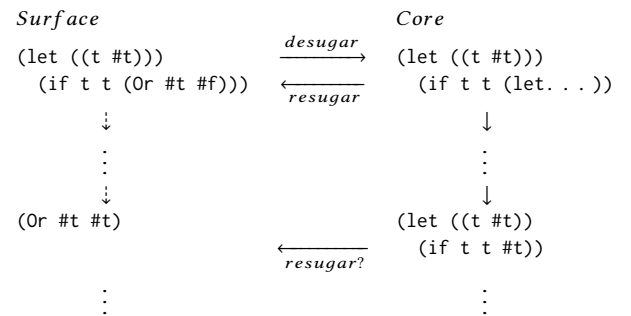 Surface Core
(let ((t #t))) desugar (let ((t #t)))
(if t t (Or #t #f))) resugar (if t t (let. . . ))
(Or #t #t) (let ((t #t))
resugar? (if t t #t))